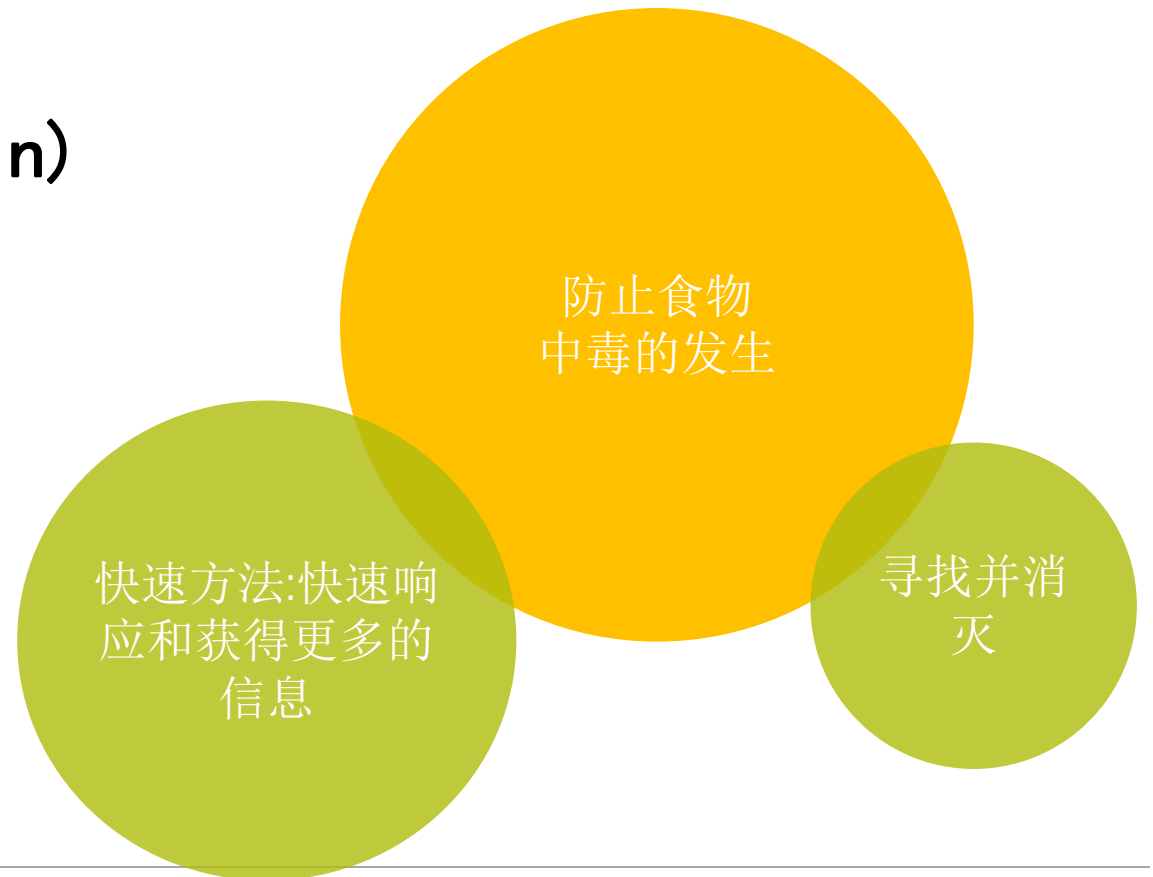 n)
防止食物
中毒的发生
快速方法:快速响
应和获得更多的
信息
寻找并消
灭